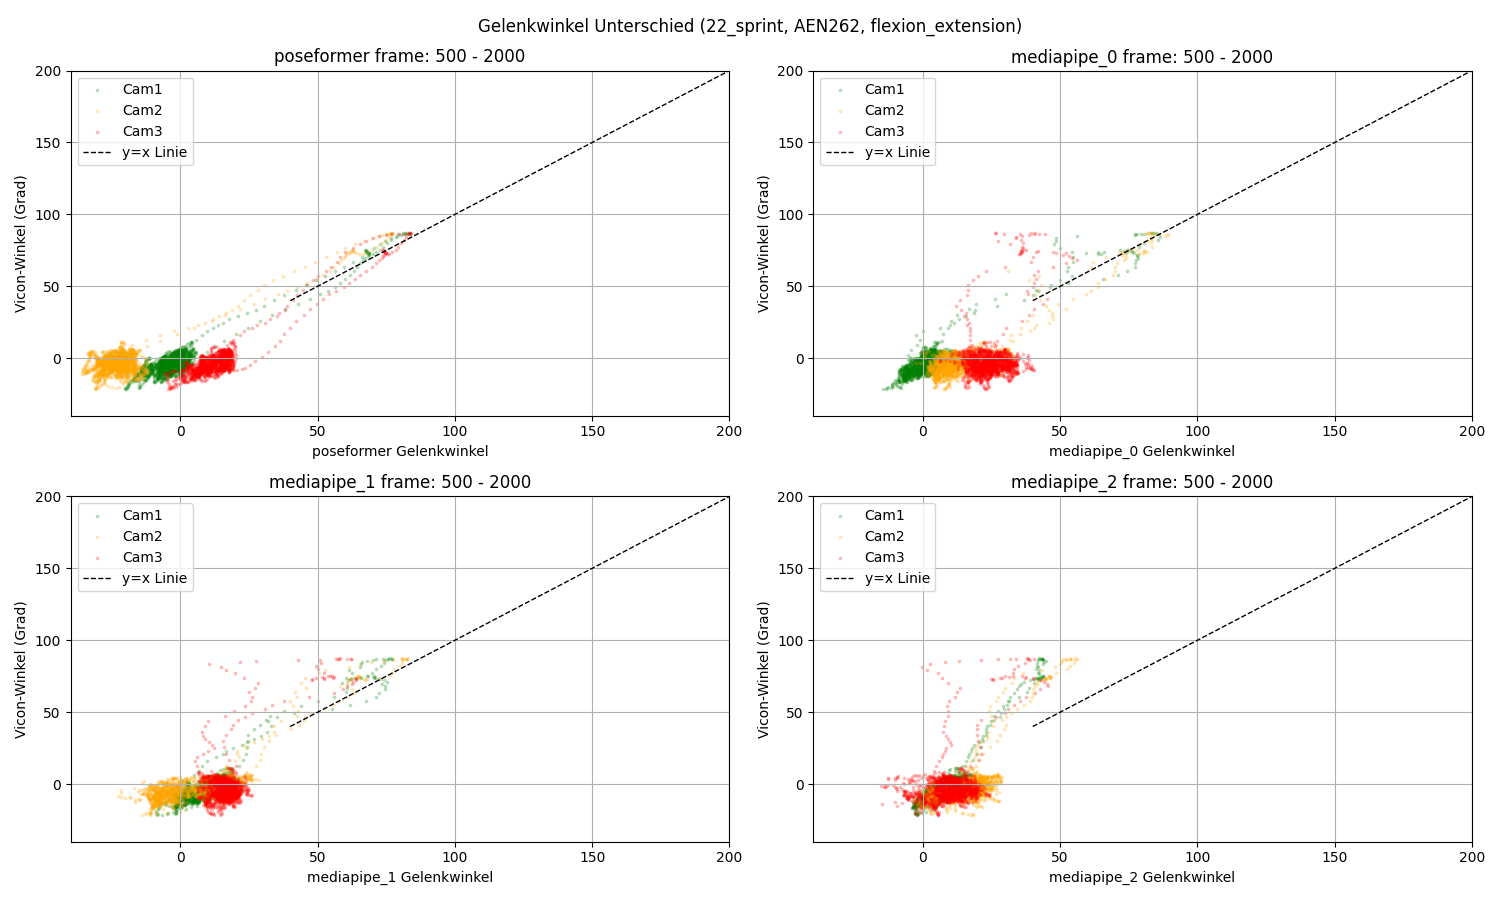 Gelenkwinkel Unterschied (22_sprint, AEN262, flexion_extension)
poseformer frame: 500 - 2000
200
150
100
50
0
Vicon-Winkel (Grad)
Cam1
Cam2
Cam3
y=x Linie
0 50 100 150 200
poseformer Gelenkwinkel
mediapipe_0 frame: 500 - 2000
200
150
100
50
0
Vicon-Winkel (Grad)
Cam1
Cam2
Cam3
y=x Linie
0 50 100 150 200
mediapipe_0 Gelenkwinkel
mediapipe_1 frame: 500 - 2000
200
150
100
50
0
Vicon-Winkel (Grad)
Cam1
Cam2
Cam3
y=x Linie
0 50 100 150 200
mediapipe_1 Gelenkwinkel
mediapipe_2 frame: 500 - 2000
200
150
100
50
0
Vicon-Winkel (Grad)
Cam1
Cam2
Cam3
y=x Linie
0 50 100 150 200
mediapipe_2 Gelenkwinkel